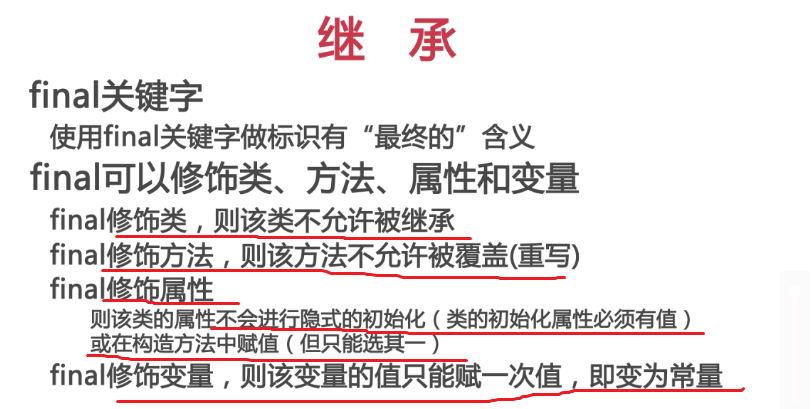 继 承
final关键字
使用final关键字做标识有“最终的”含义
final可以修饰类、方法、属性和变量
final修饰类，则该类不允许被继承
final修饰方法，则该方法不允许被覆盖(重写)
final修饰属性
则该类的属性不会进行隐式的初始化（类的初始化属性必须有值）
或在构造方法中赋值（但只能选其一）
final修饰变量，则该变量的值只能赋一次值，即变为常量